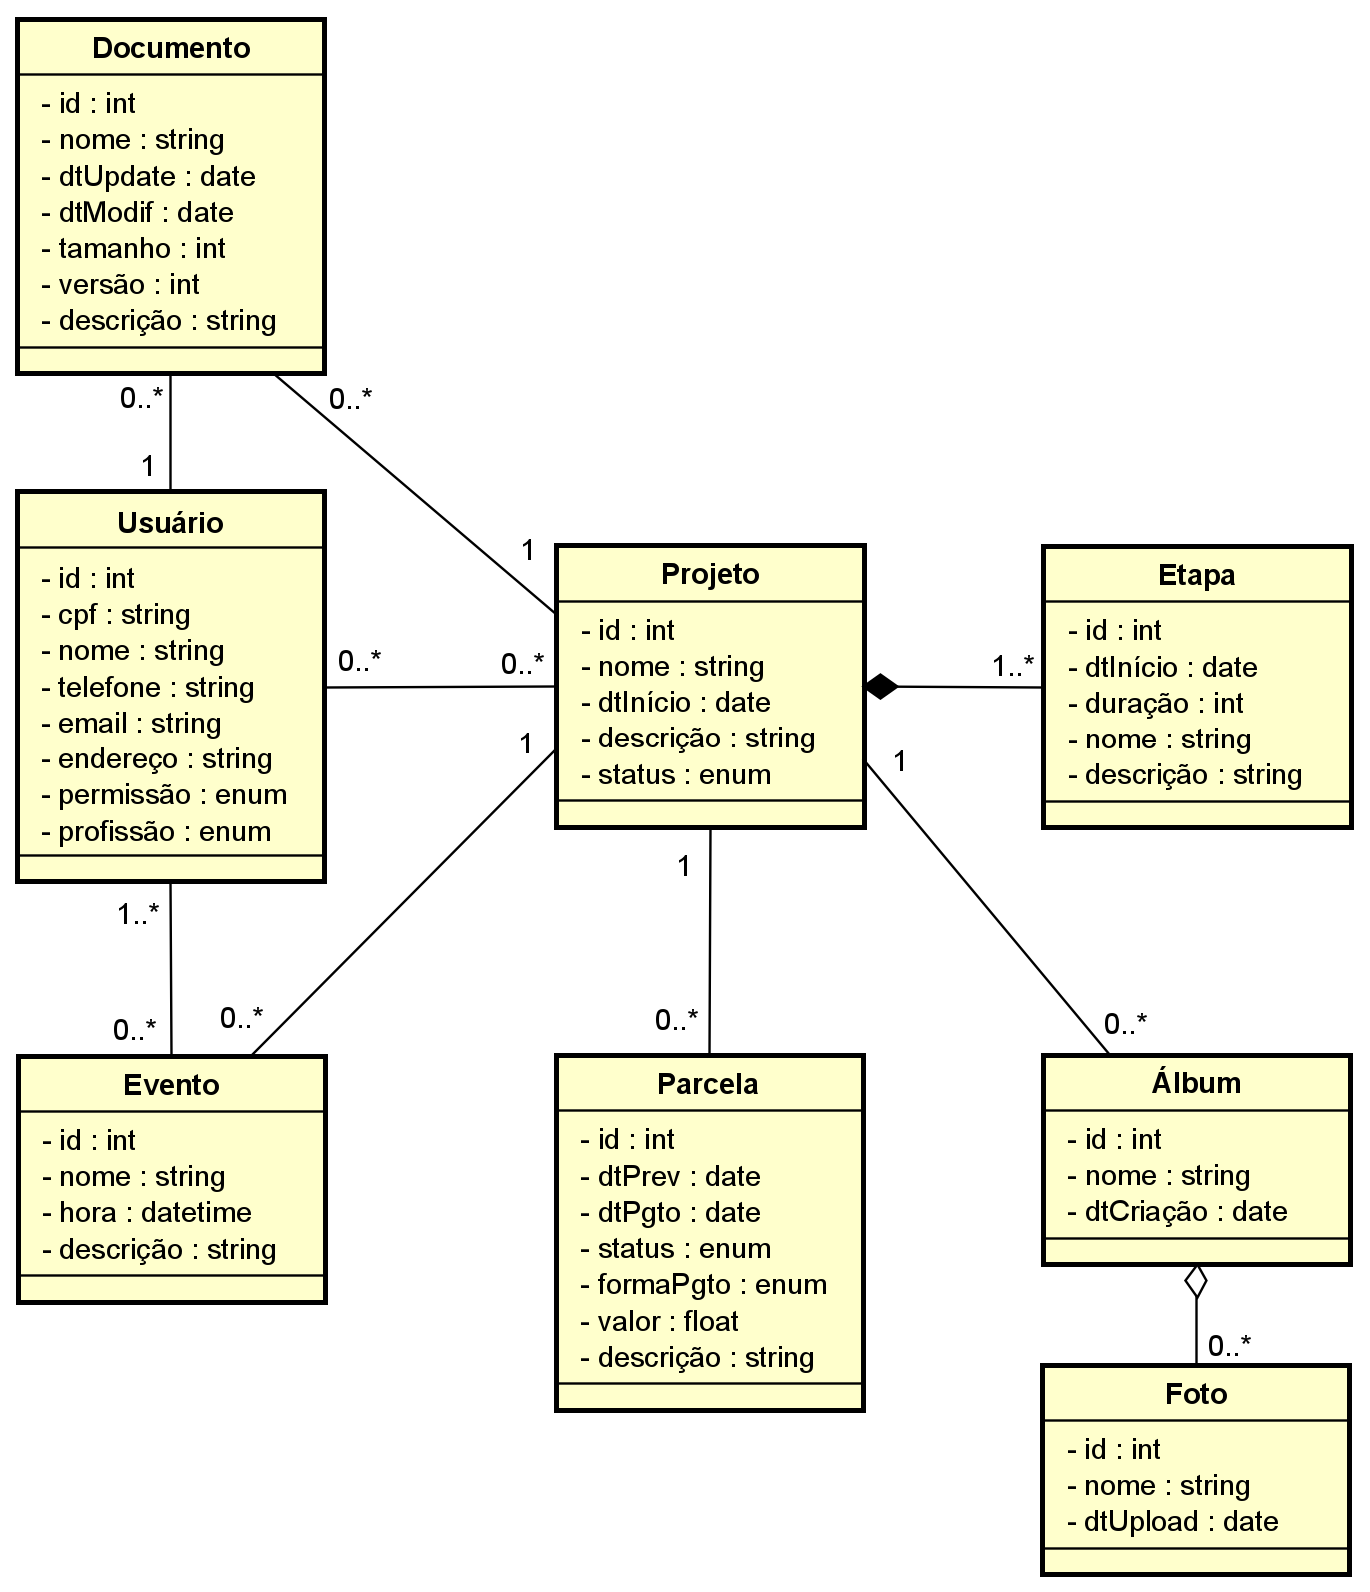 Documento
- id : int
- nome : string
- dtUpdate : date
- dtModif : date
- tamanho : int
- versão : int
- descrição : string
0..*
0..*
1
1
Usuário
- id : int
- cpf : string
- nome : string
- telefone : string
- email : string
- endereço : string
- permissão : enum
- profissão : enum
0..*
0..*
Projeto
- id : int
- nome : string
- dtInício : date
- descrição : string
- status : enum
1..*
Etapa
- id : int
- dtInício : date
- duração : int
- nome : string
- descrição : string
1
1
1
1..*
0..*
0..*
0..*
0..*
Evento
- id : int
- nome : string
- hora : datetime
- descrição : string
Parcela
- id : int
- dtPrev : date
- dtPgto : date
- status : enum
- formaPgto : enum
- valor : float
- descrição : string
Álbum
- id : int
- nome : string
- dtCriação : date
0..*
Foto
- id : int
- nome : string
- dtUpload : date